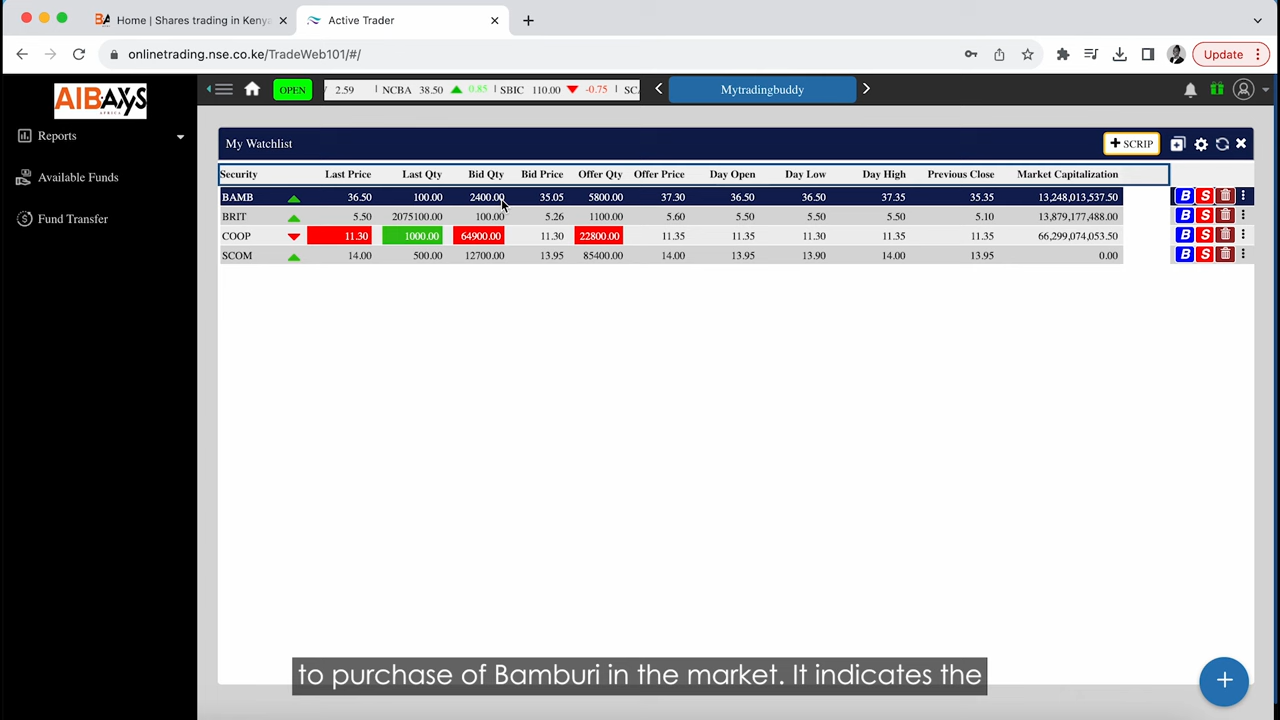 Home | Shares trading in Kenya
Active Trader
onlinetrading.nse.co.ke/TradeWeb101/#/
Update
AIB-AXYS
AFRICA
OPEN
2.59 | NCBA 38.50 0.85 | SBIC 110.00 -0.75 | SCA
Mytradingbuddy
Reports
Available Funds
Fund Transfer
My Watchlist
+ SCRIP
Security Last Price Last Qty Bid Qty Bid Price Offer Qty Offer Price Day Open Day Low Day High Previous Close Market Capitalization
BAMB 36.50 100.00 2400.00 35.05 5800.00 37.30 36.50 36.50 37.35 35.35 13,248,013,537.50 B S
BRIT 5.50 2075100.00 100.00 5.26 1100.00 5.60 5.50 5.50 5.50 5.10 13,879,177,488.00 B S
COOP 11.30 1000.00 64900.00 11.30 22800.00 11.35 11.35 11.30 11.35 11.35 66,299,074,053.50 B S
SCOM 14.00 500.00 12700.00 13.95 85400.00 14.00 13.95 13.90 14.00 13.95 0.00 B S
to purchase of Bamburi in the market. It indicates the